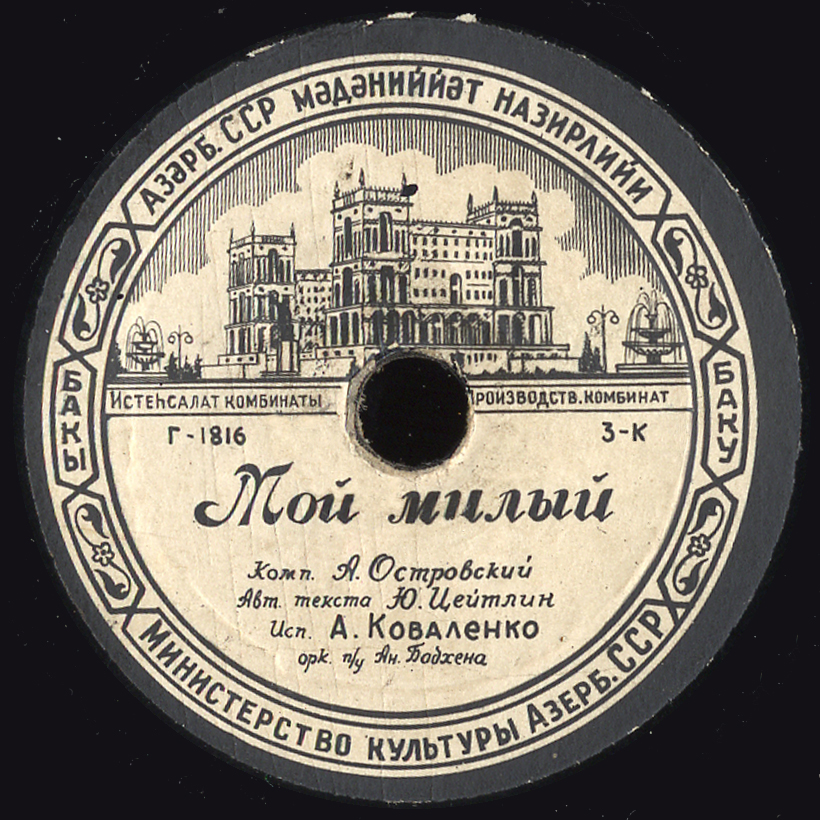 АЗӘРБ. ССР МӘДӘНИЙЙӘТ НАЗИРЛИЙИ
БАКЫ
БАКУ
ИСТЕҺСАЛАТ КОМБИНАТЫ
ПРОИЗВОДСТВ. КОМБИНАТ
Г-1816
3-К
Мой милый
Комп. А. Островский
Авт. текста Ю. Цейтлин
Исп. А. Коваленко
орк. п/у Ан. Бадхена
МИНИСТЕРСТВО КУЛЬТУРЫ АЗЕРБ. ССР